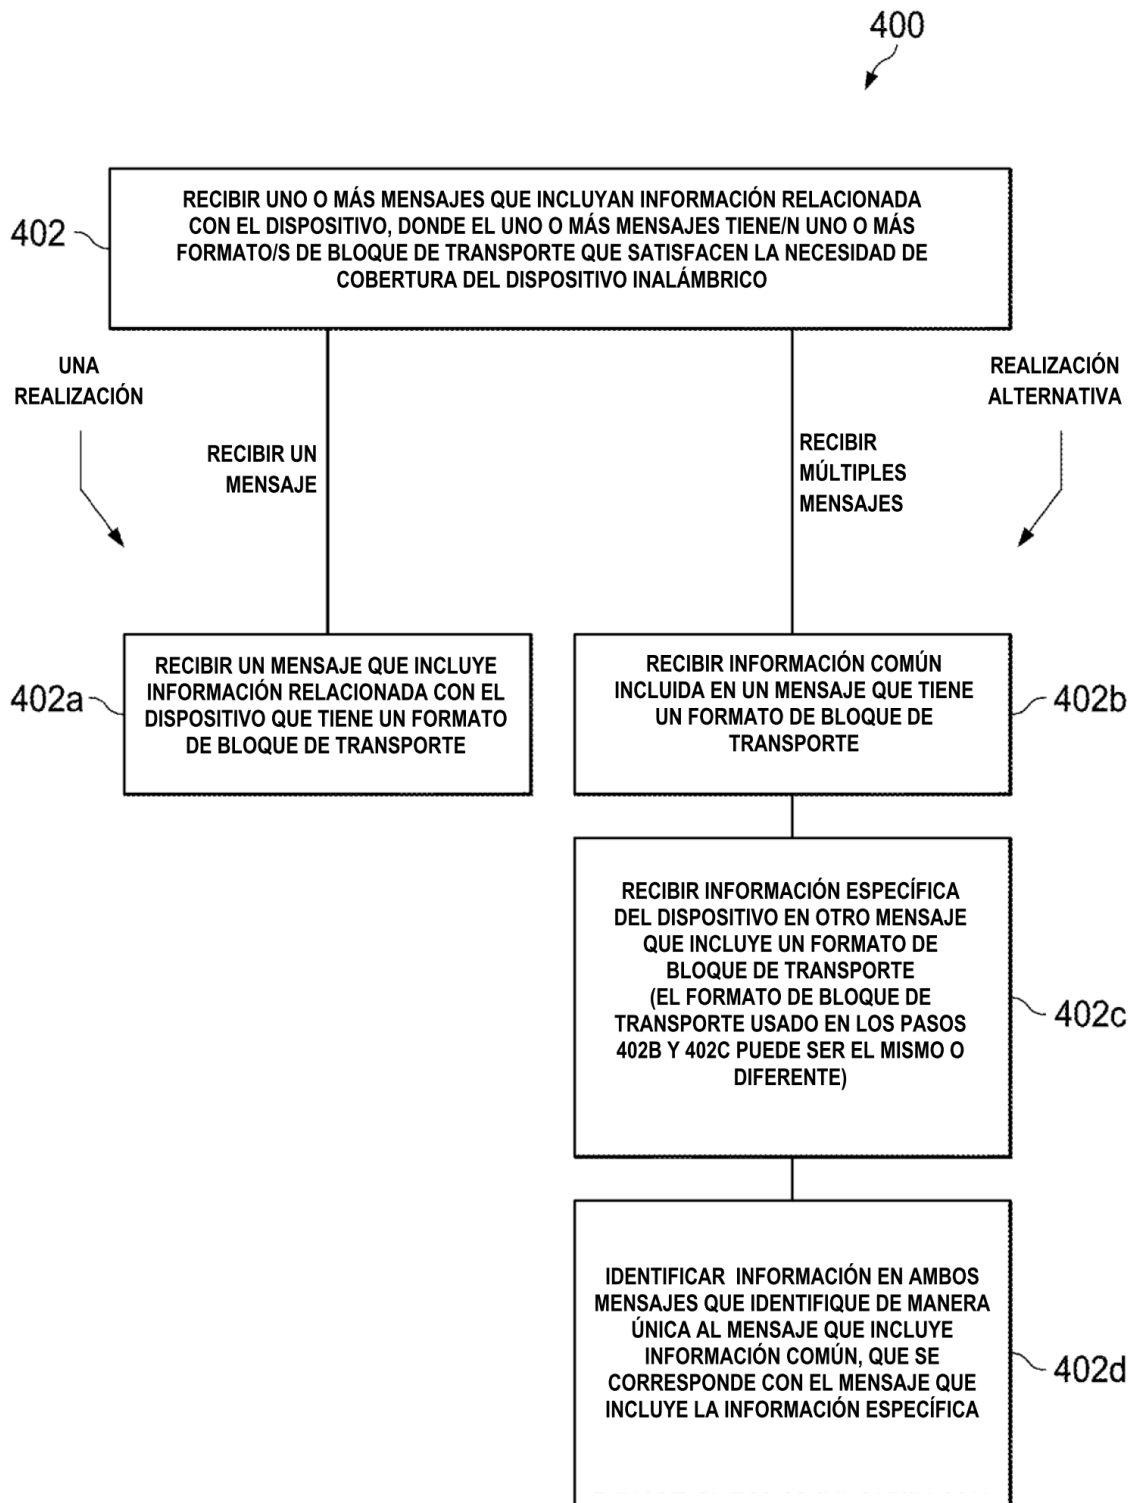 400
402
RECIBIR UNO O MÁS MENSAJES QUE INCLUYAN INFORMACIÓN RELACIONADA
CON EL DISPOSITIVO, DONDE EL UNO O MÁS MENSAJES TIENE/N UNO O MÁS
FORMATO/S DE BLOQUE DE TRANSPORTE QUE SATISFACEN LA NECESIDAD DE
COBERTURA DEL DISPOSITIVO INALÁMBRICO
UNA
REALIZACIÓN
REALIZACIÓN
ALTERNATIVA
RECIBIR UN
MENSAJE
RECIBIR
MÚLTIPLES
MENSAJES
402a
RECIBIR UN MENSAJE QUE INCLUYE
INFORMACIÓN RELACIONADA CON EL
DISPOSITIVO QUE TIENE UN FORMATO
DE BLOQUE DE TRANSPORTE
RECIBIR INFORMACIÓN COMÚN
INCLUIDA EN UN MENSAJE QUE TIENE
UN FORMATO DE BLOQUE DE
TRANSPORTE
402b
RECIBIR INFORMACIÓN ESPECÍFICA
DEL DISPOSITIVO EN OTRO MENSAJE
QUE INCLUYE UN FORMATO DE
BLOQUE DE TRANSPORTE
(EL FORMATO DE BLOQUE DE
TRANSPORTE USADO EN LOS PASOS
402B Y 402C PUEDE SER EL MISMO O
DIFERENTE)
402c
IDENTIFICAR INFORMACIÓN EN AMBOS
MENSAJES QUE IDENTIFIQUE DE MANERA
ÚNICA AL MENSAJE QUE INCLUYE
INFORMACIÓN COMÚN, QUE SE
CORRESPONDE CON EL MENSAJE QUE
INCLUYE LA INFORMACIÓN ESPECÍFICA
402d